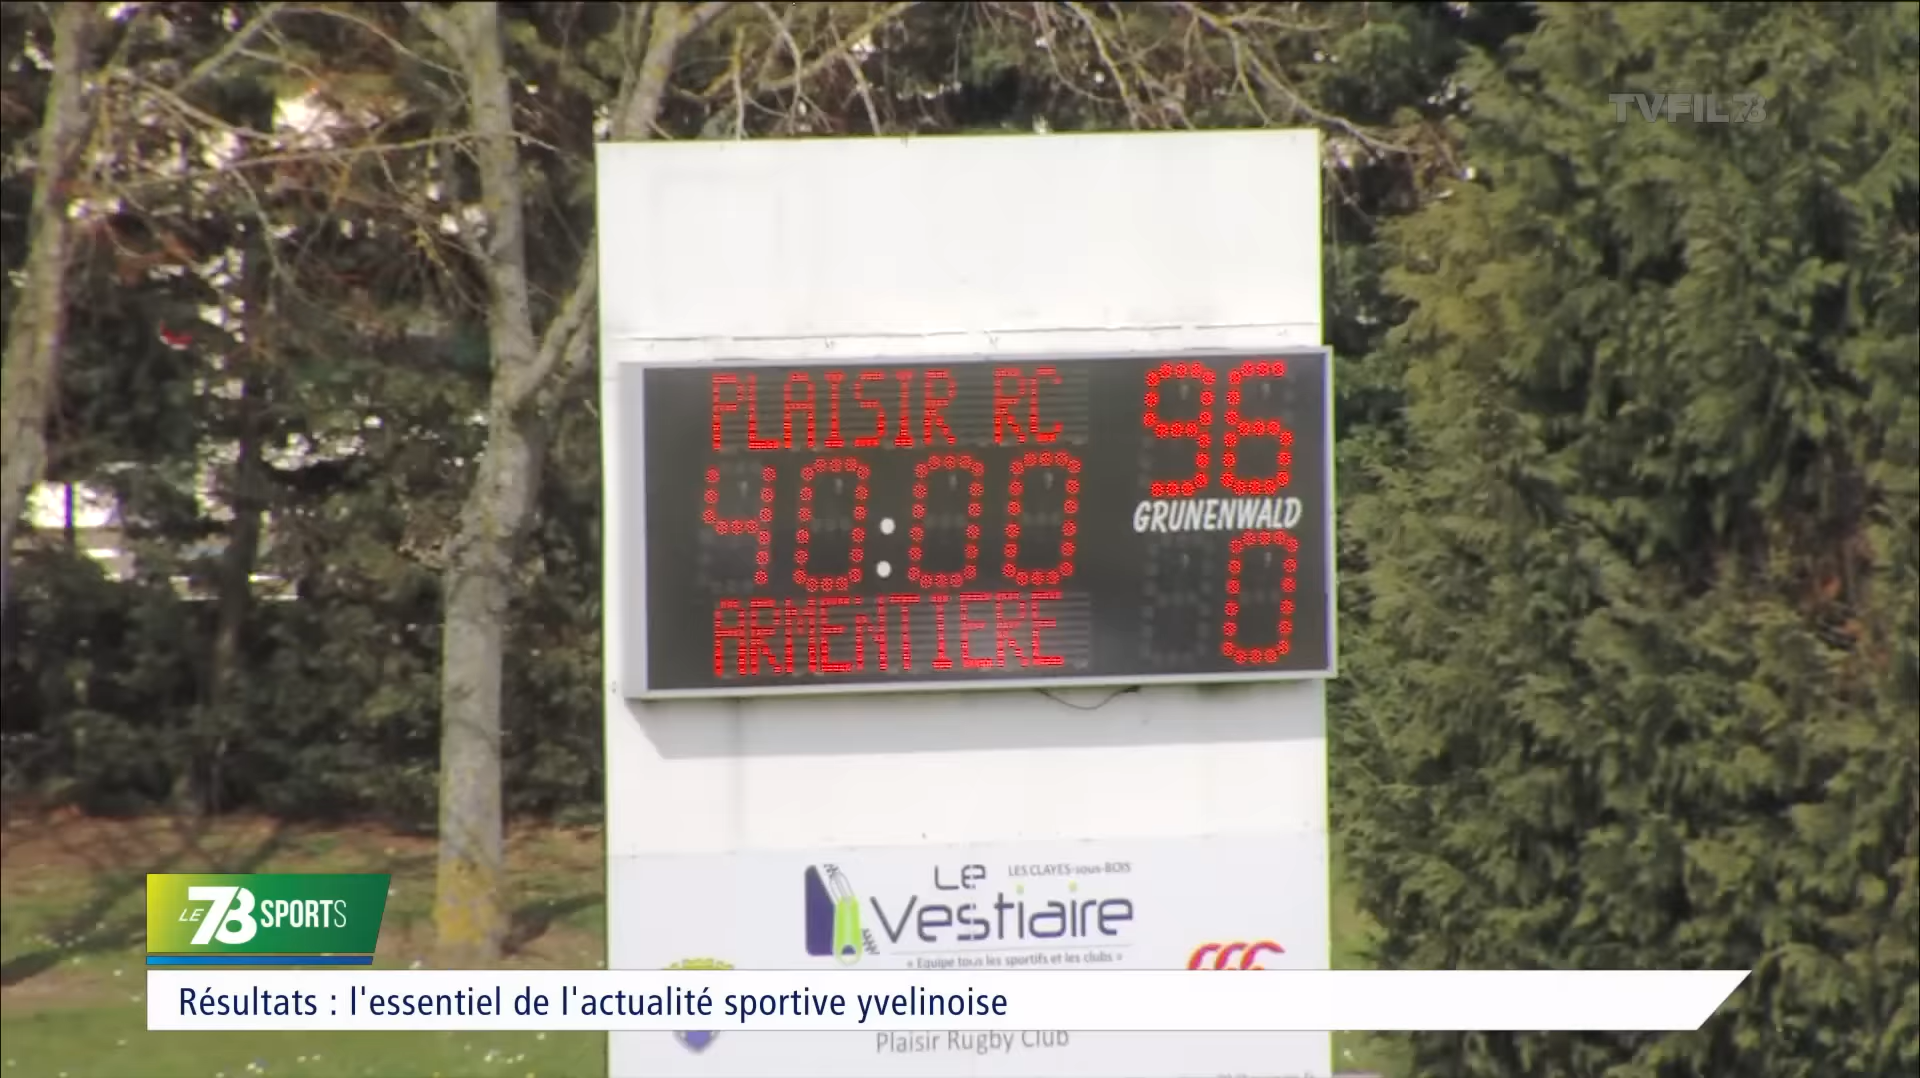 TVFIL78
PLAISIR RC 96
40:00
GRUNENWALD
ARMENTIERE 0
LE VESTIAIRE
LES CLAYES-sous-BOIS
« Equipe tous les sportifs et les clubs »
LE 78 SPORTS
Résultats : l'essentiel de l'actualité sportive yvelinoise
Plaisir Rugby Club